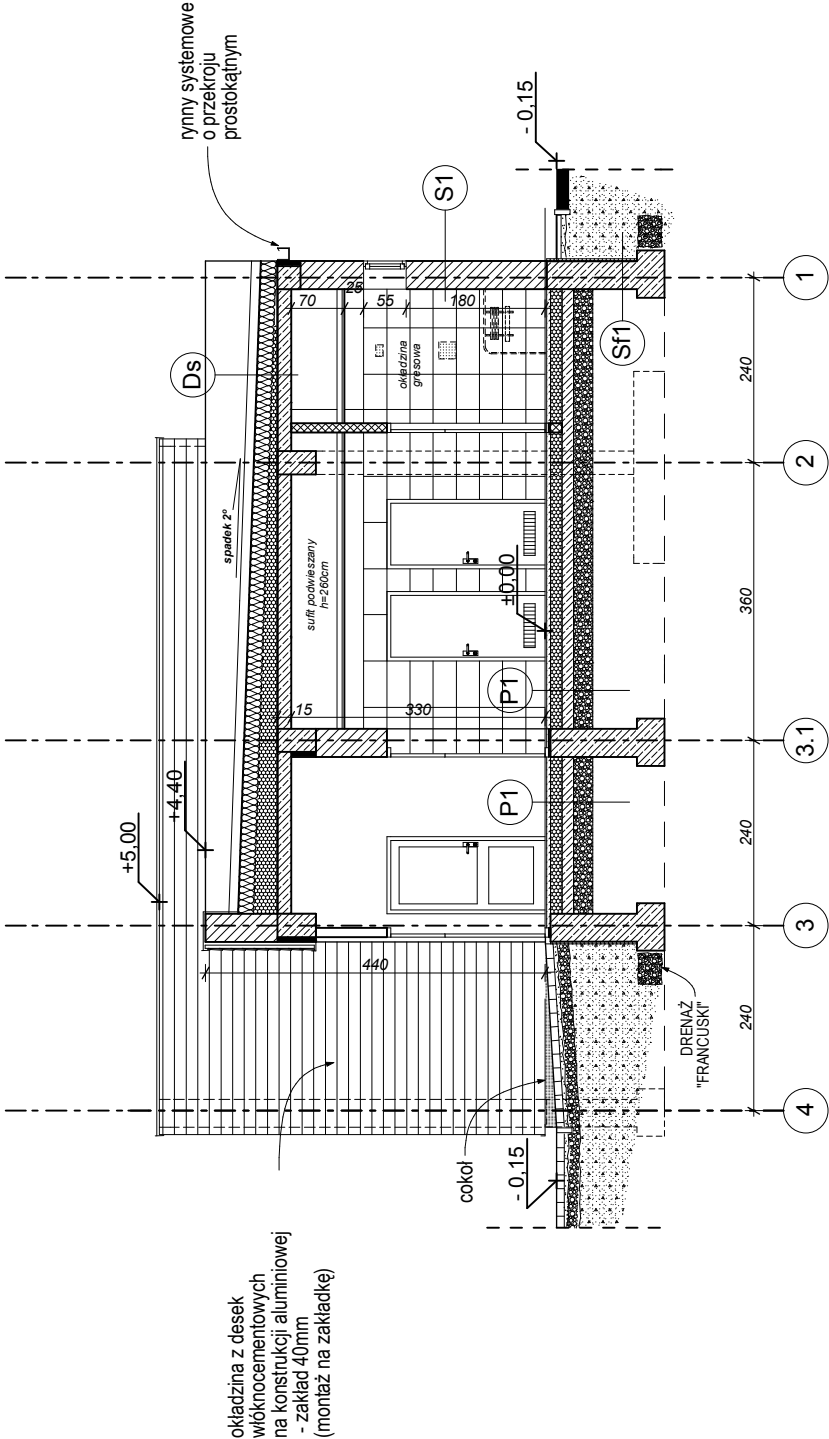 rynny systemowe
o przekroju
prostokątnym
- 0,15
S1
Ds
+5,00
+4,40
spadek 2º
sufit podwieszany
h=260cm
70
25
55
180
okładzina
gresowa
15
330
±0,00
P1
P1
Sf1
440
okładzina z desek
włóknocementowych
na konstrukcji aluminiowej
- zakład 40mm
(montaż na zakładkę)
cokoł
- 0,15
DRENAŻ
"FRANCUSKI"
240
240
360
240
4
3
3.1
2
1